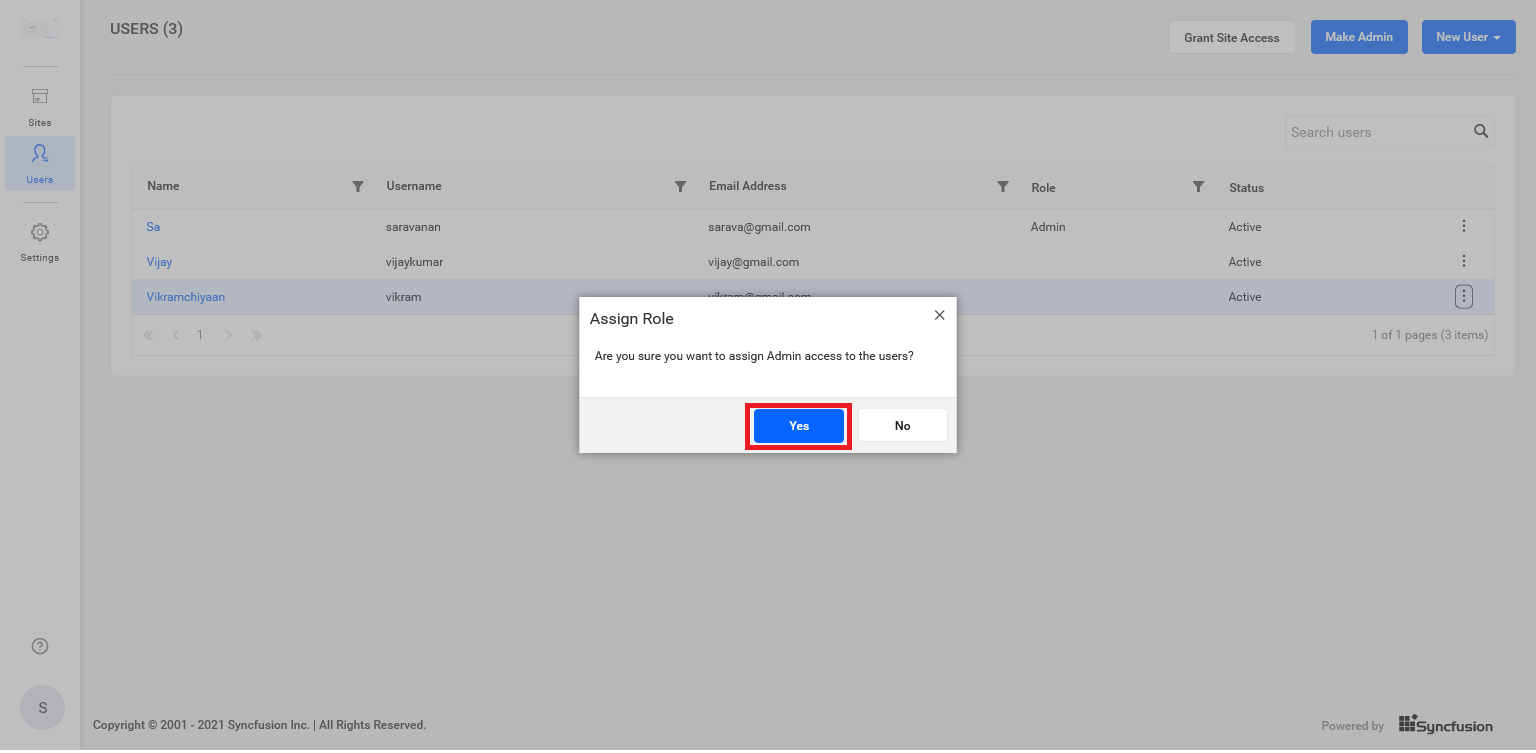 USERS (3)
Grant Site Access
Make Admin
New User
Sites
Users
Settings
Search users
Name Username Email Address Role Status
Sa saravanan sarava@gmail.com Admin Active
Vijay vijaykumar vijay@gmail.com Active
Vikramchiyaan vikram vikram@gmail.com Active
1
1 of 1 pages (3 items)
Assign Role
Are you sure you want to assign Admin access to the users?
Yes
No
S
Copyright © 2001 - 2021 Syncfusion Inc. | All Rights Reserved.
Powered by Syncfusion